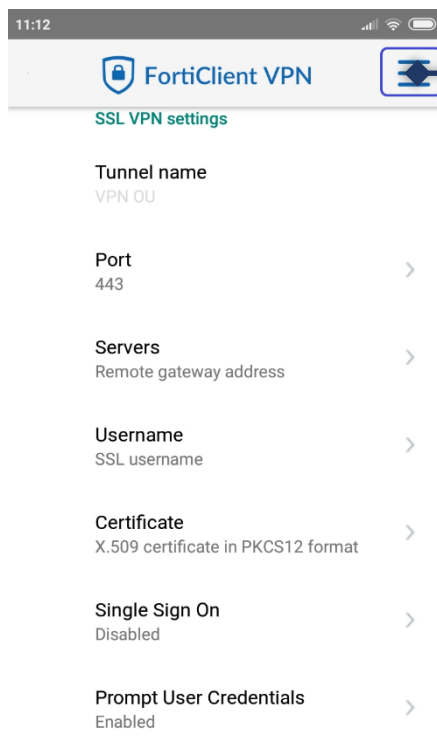 11:12
FortiClient VPN
SSL VPN settings
Tunnel name
VPN OU
Port
443
Servers
Remote gateway address
Username
SSL username
Certificate
X.509 certificate in PKCS12 format
Single Sign On
Disabled
Prompt User Credentials
Enabled